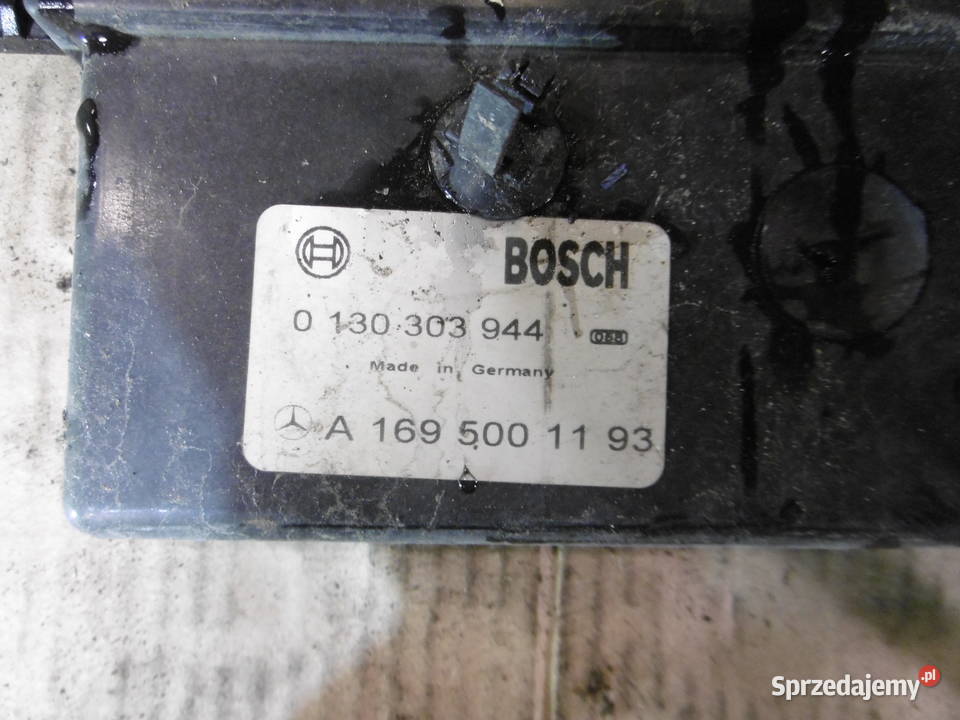 BOSCH
0 130 303 944
Made in Germany
A 169 500 11 93
Sprzedajemy.pl